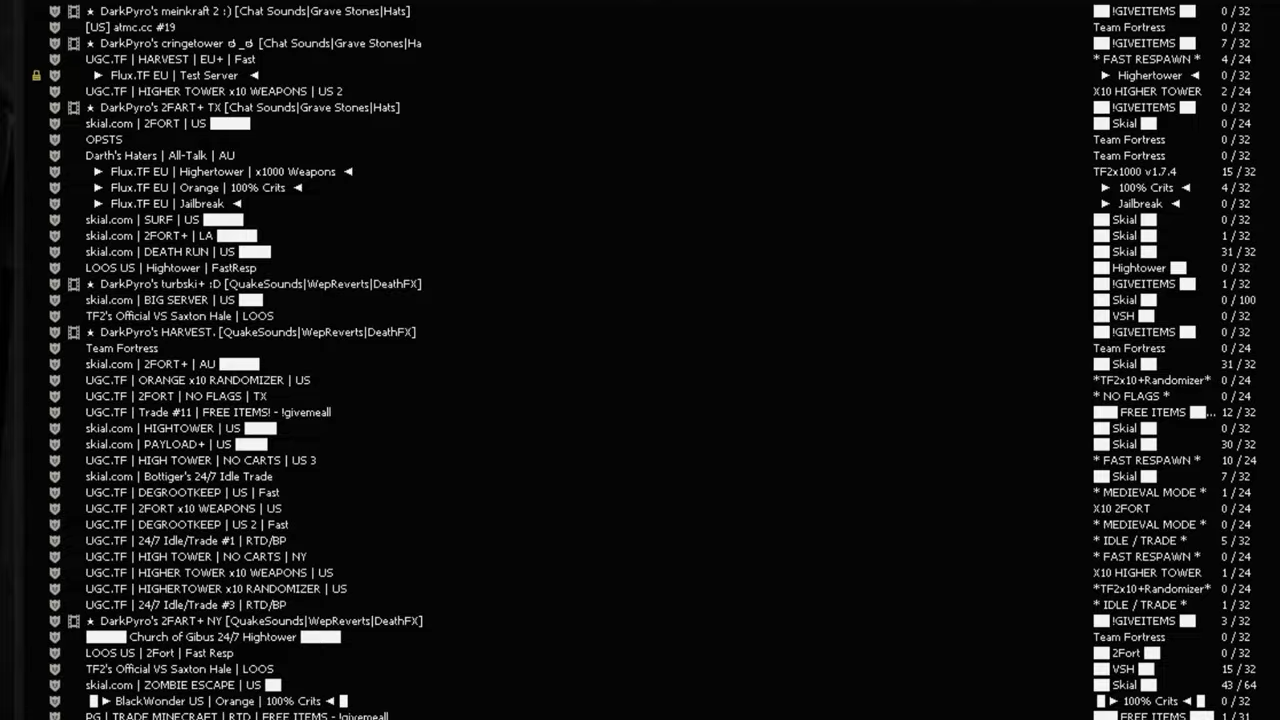 ★ DarkPyro's meinkraft 2 :) [Chat Sounds|Grave Stones|Hats] !GIVEITEMS 0 / 32
[US] atmc.cc #19 Team Fortress 0 / 32
★ DarkPyro's cringetower ಠ_ಠ [Chat Sounds|Grave Stones|Ha !GIVEITEMS 7 / 32
UGC.TF | HARVEST | EU+ | Fast * FAST RESPAWN * 4 / 24
► Flux.TF EU | Test Server ◄ ► Highertower ◄ 0 / 32
UGC.TF | HIGHER TOWER x10 WEAPONS | US 2 X10 HIGHER TOWER 2 / 24
★ DarkPyro's 2FART+ TX [Chat Sounds|Grave Stones|Hats] !GIVEITEMS 0 / 32
skial.com | 2FORT | US Skial 0 / 24
OPSTS Team Fortress 0 / 32
Darth's Haters | All-Talk | AU Team Fortress 0 / 32
► Flux.TF EU | Highertower | x1000 Weapons ◄ TF2x1000 v1.7.4 15 / 32
► Flux.TF EU | Orange | 100% Crits ◄ ► 100% Crits ◄ 4 / 32
► Flux.TF EU | Jailbreak ◄ ► Jailbreak ◄ 0 / 32
skial.com | SURF | US Skial 0 / 32
skial.com | 2FORT+ | LA Skial 1 / 32
skial.com | DEATH RUN | US Skial 31 / 32
LOOS US | Hightower | FastResp Hightower 0 / 32
★ DarkPyro's turbski+ :D [QuakeSounds|WepReverts|DeathFX] !GIVEITEMS 1 / 32
skial.com | BIG SERVER | US Skial 0 / 100
TF2's Official VS Saxton Hale | LOOS VSH 0 / 32
★ DarkPyro's HARVEST. [QuakeSounds|WepReverts|DeathFX] !GIVEITEMS 0 / 32
Team Fortress Team Fortress 0 / 24
skial.com | 2FORT+ | AU Skial 31 / 32
UGC.TF | ORANGE x10 RANDOMIZER | US *TF2x10+Randomizer* 0 / 24
UGC.TF | 2FORT | NO FLAGS | TX * NO FLAGS * 0 / 24
UGC.TF | Trade #11 | FREE ITEMS! - !givemeall FREE ITEMS ... 12 / 32
skial.com | HIGHTOWER | US Skial 0 / 32
skial.com | PAYLOAD+ | US Skial 30 / 32
UGC.TF | HIGH TOWER | NO CARTS | US 3 * FAST RESPAWN * 10 / 24
skial.com | Bottiger's 24/7 Idle Trade Skial 7 / 32
UGC.TF | DEGROOTKEEP | US | Fast * MEDIEVAL MODE * 1 / 24
UGC.TF | 2FORT x10 WEAPONS | US X10 2FORT 0 / 24
UGC.TF | DEGROOTKEEP | US 2 | Fast * MEDIEVAL MODE * 0 / 24
UGC.TF | 24/7 Idle/Trade #1 | RTD/BP * IDLE / TRADE * 5 / 32
UGC.TF | HIGH TOWER | NO CARTS | NY * FAST RESPAWN * 0 / 24
UGC.TF | HIGHER TOWER x10 WEAPONS | US X10 HIGHER TOWER 1 / 24
UGC.TF | HIGHERTOWER x10 RANDOMIZER | US *TF2x10+Randomizer* 0 / 24
UGC.TF | 24/7 Idle/Trade #3 | RTD/BP * IDLE / TRADE * 1 / 32
★ DarkPyro's 2FART+ NY [QuakeSounds|WepReverts|DeathFX] !GIVEITEMS 3 / 32
Church of Gibus 24/7 Hightower Team Fortress 0 / 32
LOOS US | 2Fort | Fast Resp 2Fort 0 / 32
TF2's Official VS Saxton Hale | LOOS VSH 15 / 32
skial.com | ZOMBIE ESCAPE | US Skial 43 / 64
► BlackWonder US | Orange | 100% Crits ◄ ► 100% Crits ◄ 0 / 32
PG | TRADE MINECRAFT | RTD | FREE ITEMS - !givemeall FREE ITEMS 1 / 31